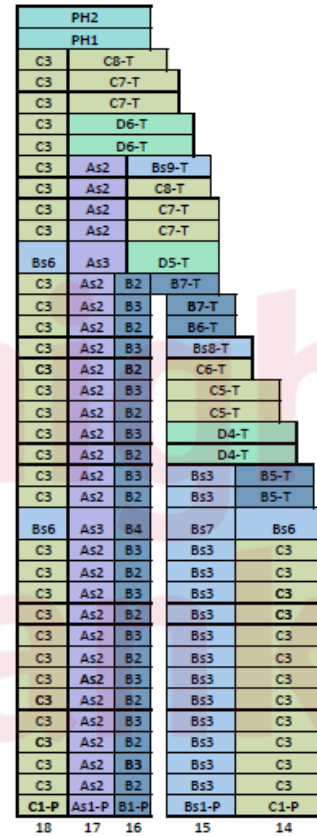 PH2
PH1
C3 C8-T
C3 C7-T
C3 C7-T
C3 D6-T
C3 D6-T
C3 As2 Bs9-T
C3 As2 C8-T
C3 As2 C7-T
C3 As2 C7-T
Bs6 As3 D5-T
C3 As2 B2 B7-T
C3 As2 B3 B7-T
C3 As2 B2 B6-T
C3 As2 B3 Bs8-T
C3 As2 B2 C6-T
C3 As2 B3 C5-T
C3 As2 B2 C5-T
C3 As2 B3 D4-T
C3 As2 B2 D4-T
C3 As2 B3 Bs3 B5-T
C3 As2 B2 Bs3 B5-T
Bs6 As3 B4 Bs7 Bs6
C3 As2 B3 Bs3 C3
C3 As2 B2 Bs3 C3
C3 As2 B3 Bs3 C3
C3 As2 B2 Bs3 C3
C3 As2 B3 Bs3 C3
C3 As2 B2 Bs3 C3
C3 As2 B3 Bs3 C3
C3 As2 B2 Bs3 C3
C3 As2 B3 Bs3 C3
C3 As2 B2 Bs3 C3
C3 As2 B3 Bs3 C3
C3 As2 B2 Bs3 C3
C1-P As1-P B1-P Bs1-P C1-P
18 17 16 15 14